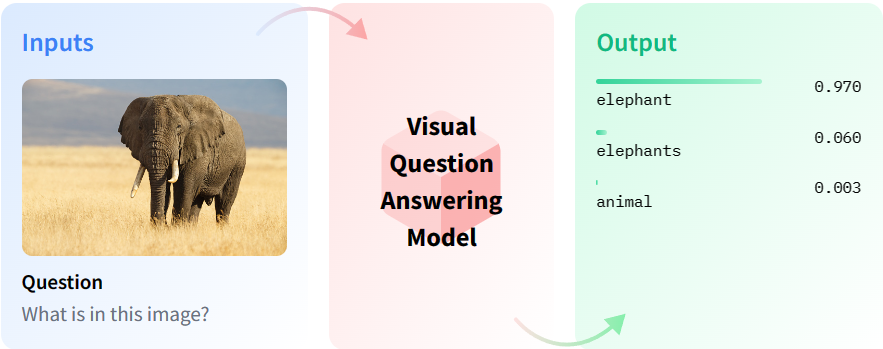 Inputs
Question
What is in this image?
Visual
Question
Answering
Model
Output
0.970
elephant
0.060
elephants
0.003
animal